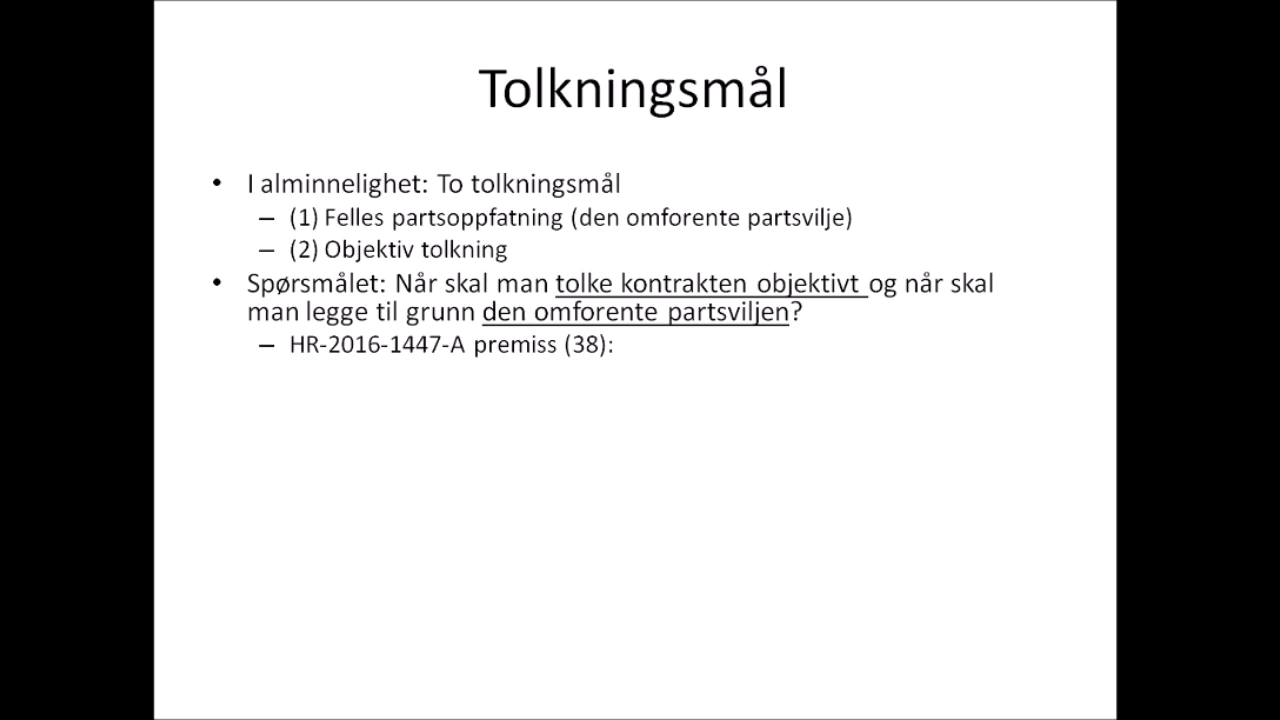 Tolkningsmål
• I alminnelighet: To tolkningsmål
– (1) Felles partsoppfatning (den omforente partsvilje)
– (2) Objektiv tolkning
• Spørsmålet: Når skal man tolke kontrakten objektivt og når skal
man legge til grunn den omforente partsviljen?
– HR-2016-1447-A premiss (38):